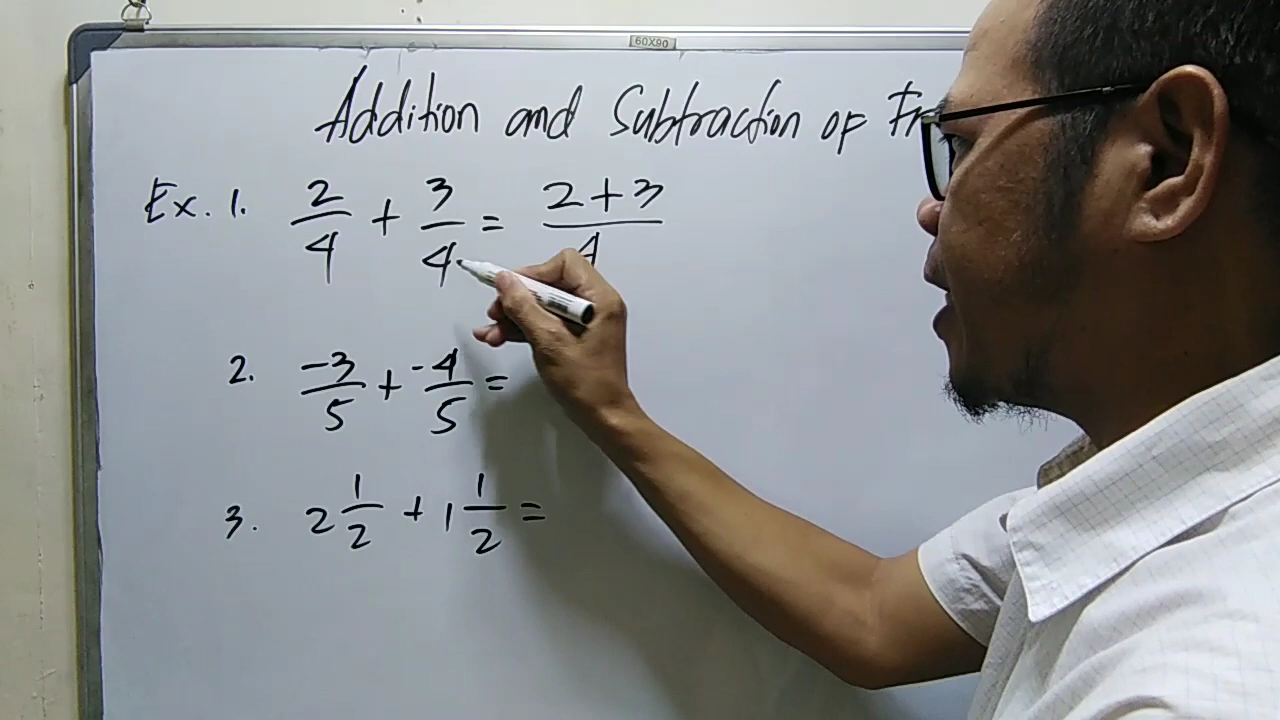 60X90
Addition and Subtraction of Fr
Ex. 1. 2/4 + 3/4 = 2+3/4
2. -3/5 + -4/5 =
3. 2 1/2 + 1 1/2 =